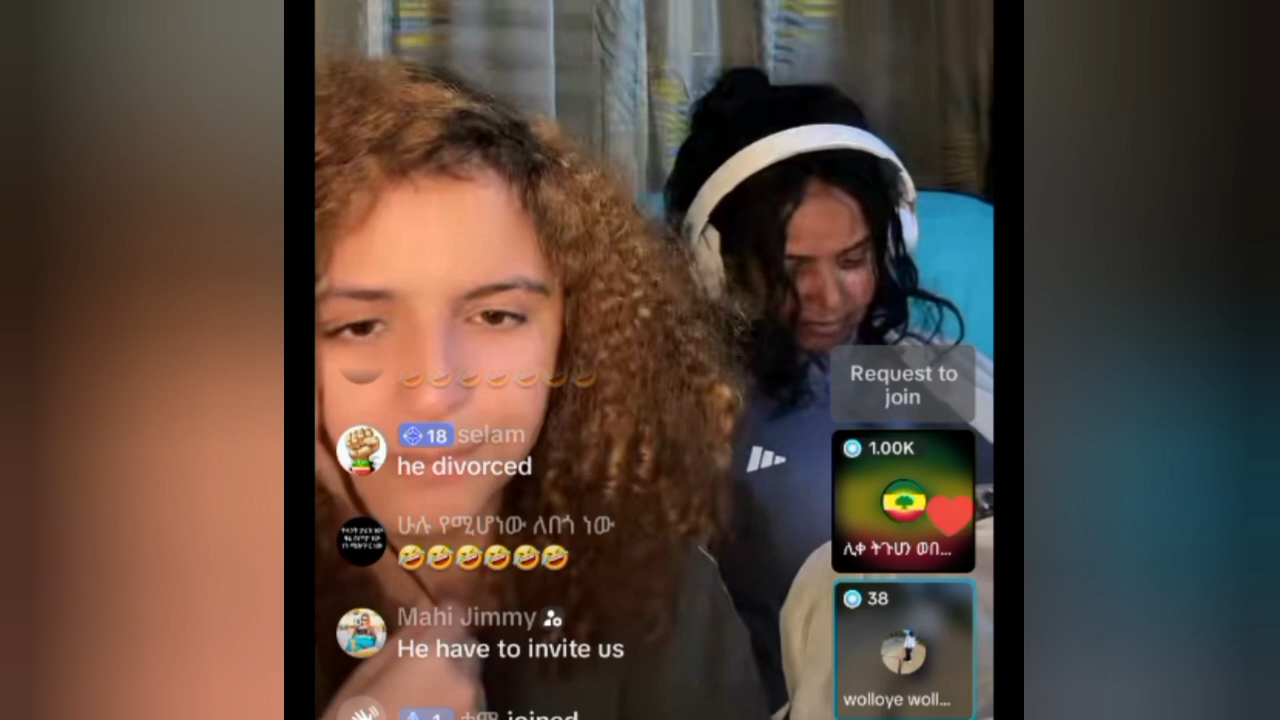 18 selam
he divorced
ሁሉ የሚሆነው ለበጎ ነው
🤣🤣🤣🤣🤣🤣
Mahi Jimmy
He have to invite us
joined
Request to
join
1.00K
ሊቀ ትጉሀን ወበ...
38
wolloye woll...